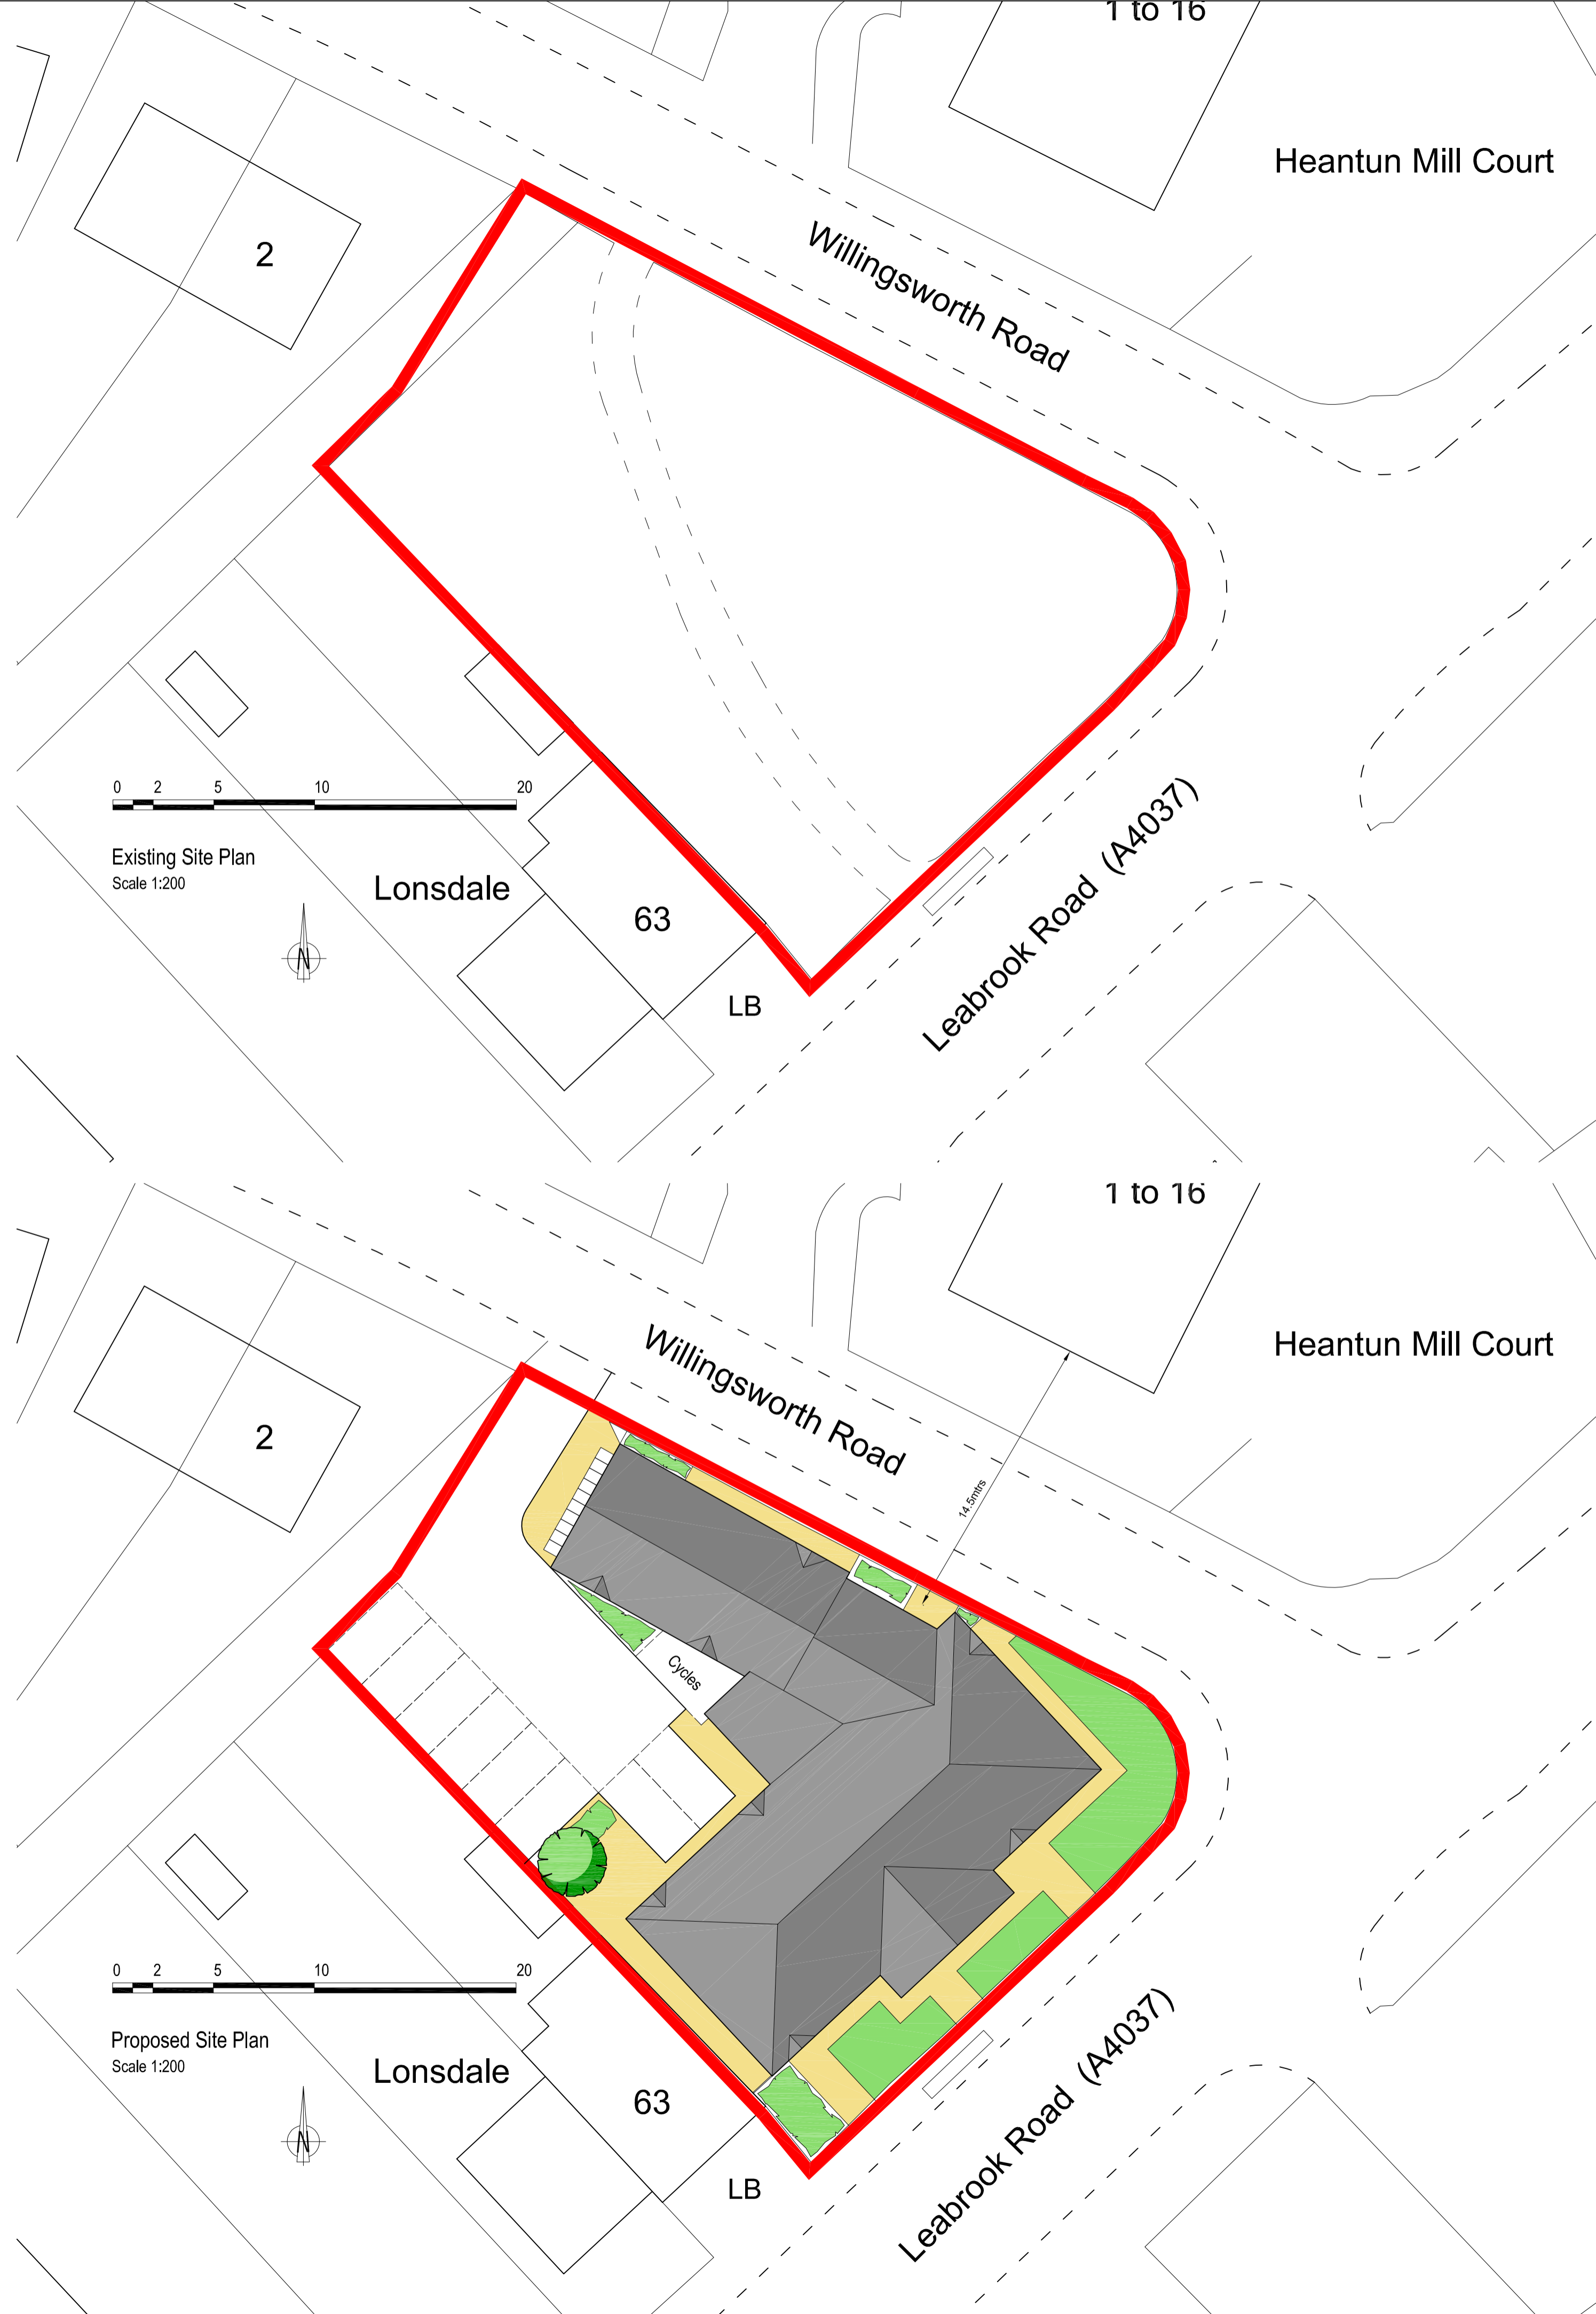 1 to 16
Heantun Mill Court
2
Willingsworth Road
0 2 5 10 20
Existing Site Plan
Scale 1:200
Lonsdale
63
N
LB
Leabrook Road (A4037)
1 to 16
Heantun Mill Court
2
Willingsworth Road
14.5mtrs
Cycles
0 2 5 10 20
Proposed Site Plan
Scale 1:200
Lonsdale
63
N
LB
Leabrook Road (A4037)